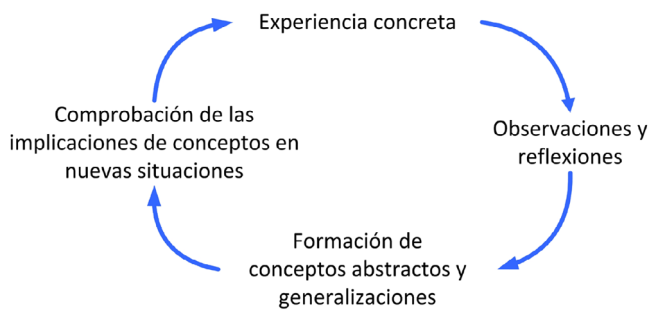 Experiencia concreta
Observaciones y
reflexiones
Formación de
conceptos abstractos y
generalizaciones
Comprobación de las
implicaciones de conceptos en
nuevas situaciones